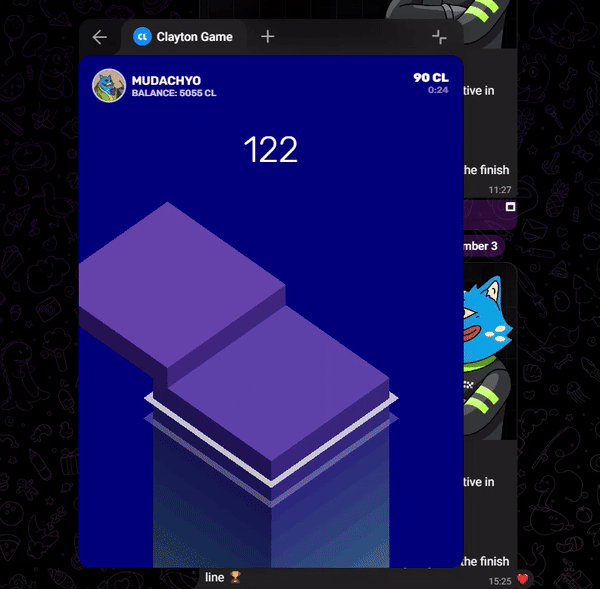 CL Clayton Game
MUDACHYO
BALANCE: 5055 CL
90 CL
0:24
122
tive in
the finish
11:27
mber 3
tive in
the finish
line 🏆
15:25 ❤️